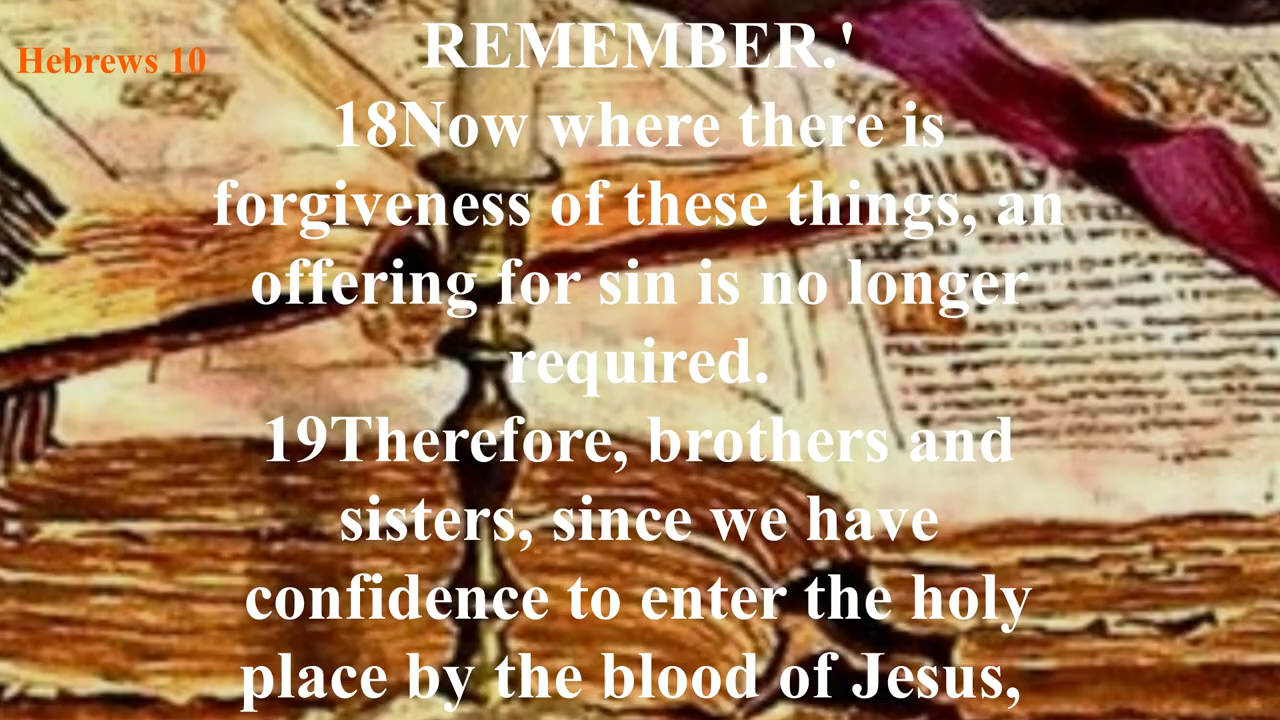 Hebrews 10
REMEMBER.'
18Now where there is
forgiveness of these things, an
offering for sin is no longer
required.
19Therefore, brothers and
sisters, since we have
confidence to enter the holy
place by the blood of Jesus,